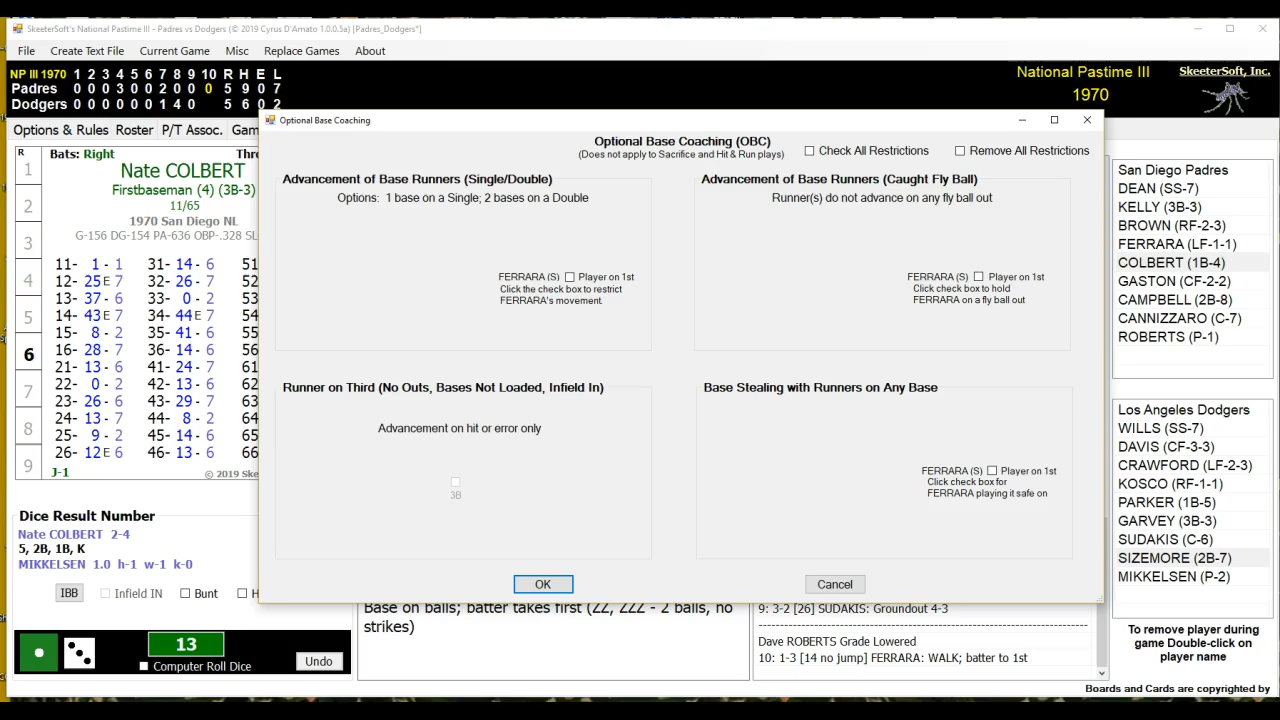 SkeeterSoft's National Pastime III - Padres vs Dodgers (© 2019 Cyrus D'Amato 1.0.0.5a) [Padres_Dodgers"]
File Create Text File Current Game Misc Replace Games About
NP III 1970 1 2 3 4 5 6 7 8 9 10 R H E L
Padres 0 0 0 3 0 0 2 0 0 0 5 9 0 7
Dodgers 0 0 0 0 0 0 1 4 0 5 6 0 2
National Pastime III
1970
SkeeterSoft, Inc.
Options & Rules Roster P/T Assoc. Gam
R
1
2
3
4
5
6
7
8
9
Bats: Right Thr
Nate COLBERT
Firstbaseman (4) (3B-3)
11/65
1970 San Diego NL
G-156 DG-154 PA-636 OBP-.328 SL
11- 1 - 1 31- 14 - 6 51
12- 25 E 7 32- 26 - 7 52
13- 37 - 6 33- 0 - 2 53
14- 43 E 7 34- 44 E 7 54
15- 8 - 2 35- 41 - 6 55
16- 28 - 7 36- 14 - 6 56
21- 13 - 6 41- 24 - 7 61
22- 0 - 2 42- 13 - 6 62
23- 26 - 6 43- 29 - 7 63
24- 13 - 7 44- 8 - 2 64
25- 9 - 2 45- 14 - 6 65
26- 12 E 6 46- 13 - 6 66
J-1 © 2019 Ske
Dice Result Number
Nate COLBERT 2-4
5, 2B, 1B, K
MIKKELSEN 1.0 h-1 w-1 k-0
IBB Infield IN Bunt H
13
Computer Roll Dice
Undo
Optional Base Coaching
Optional Base Coaching (OBC)
(Does not apply to Sacrifice and Hit & Run plays)
Check All Restrictions Remove All Restrictions
Advancement of Base Runners (Single/Double)
Options: 1 base on a Single; 2 bases on a Double
FERRARA (S) Player on 1st
Click the check box to restrict
FERRARA's movement.
Advancement of Base Runners (Caught Fly Ball)
Runner(s) do not advance on any fly ball out
FERRARA (S) Player on 1st
Click check box to hold
FERRARA on a fly ball out
Runner on Third (No Outs, Bases Not Loaded, Infield In)
Advancement on hit or error only
3B
Base Stealing with Runners on Any Base
FERRARA (S) Player on 1st
Click check box for
FERRARA playing it safe on
OK Cancel
Base on balls; batter takes first (ZZ, ZZZ - 2 balls, no
strikes)
9: 3-2 [26] SUDAKIS: Groundout 4-3
Dave ROBERTS Grade Lowered
10: 1-3 [14 no jump] FERRARA: WALK; batter to 1st
San Diego Padres
DEAN (SS-7)
KELLY (3B-3)
BROWN (RF-2-3)
FERRARA (LF-1-1)
COLBERT (1B-4)
GASTON (CF-2-2)
CAMPBELL (2B-8)
CANNIZZARO (C-7)
ROBERTS (P-1)
Los Angeles Dodgers
WILLS (SS-7)
DAVIS (CF-3-3)
CRAWFORD (LF-2-3)
KOSCO (RF-1-1)
PARKER (1B-5)
GARVEY (3B-3)
SUDAKIS (C-6)
SIZEMORE (2B-7)
MIKKELSEN (P-2)
To remove player during
game Double-click on
player name
Boards and Cards are copyrighted by